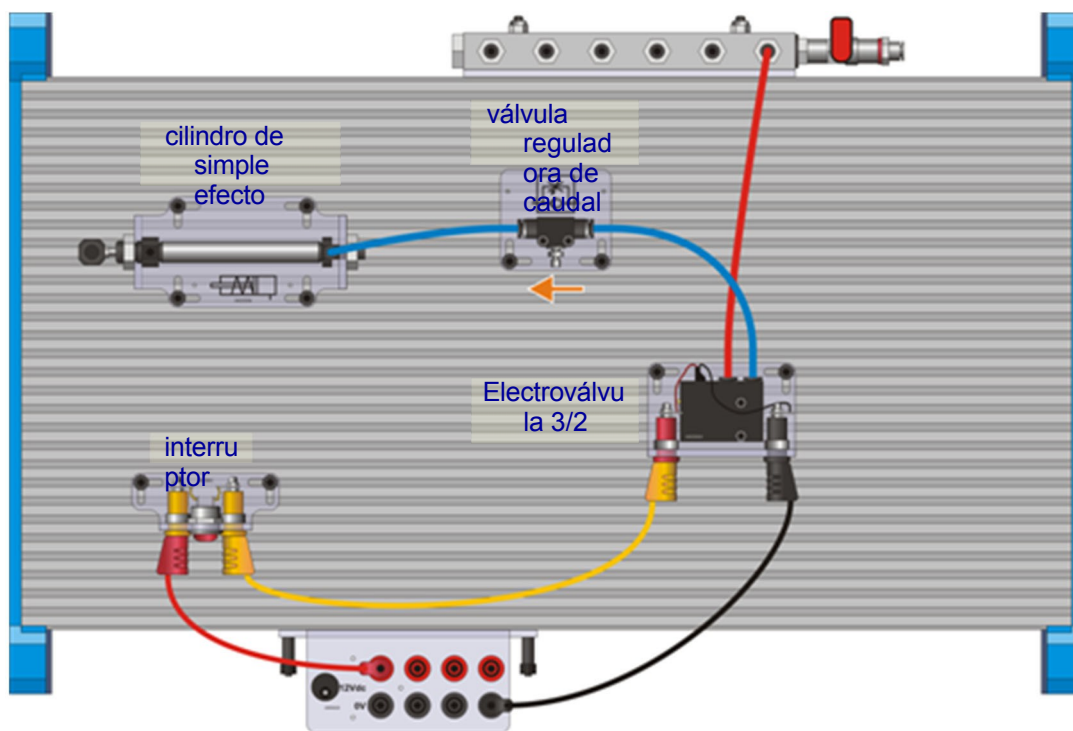 cilindro de
simple
efecto
válvula
regulad
ora de
caudal
Electroválvu
la 3/2
interru
ptor
12Vdc
0V